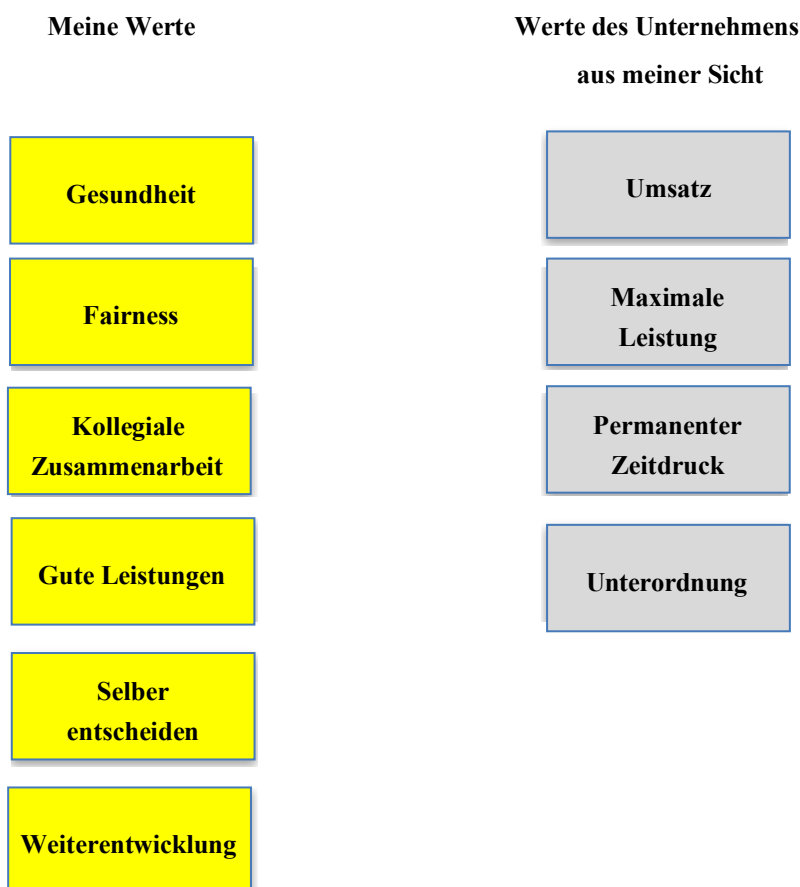 Meine Werte
Werte des Unternehmens
aus meiner Sicht
Gesundheit
Fairness
Kollegiale
Zusammenarbeit
Gute Leistungen
Selber
entscheiden
Weiterentwicklung
Umsatz
Maximale
Leistung
Permanenter
Zeitdruck
Unterordnung